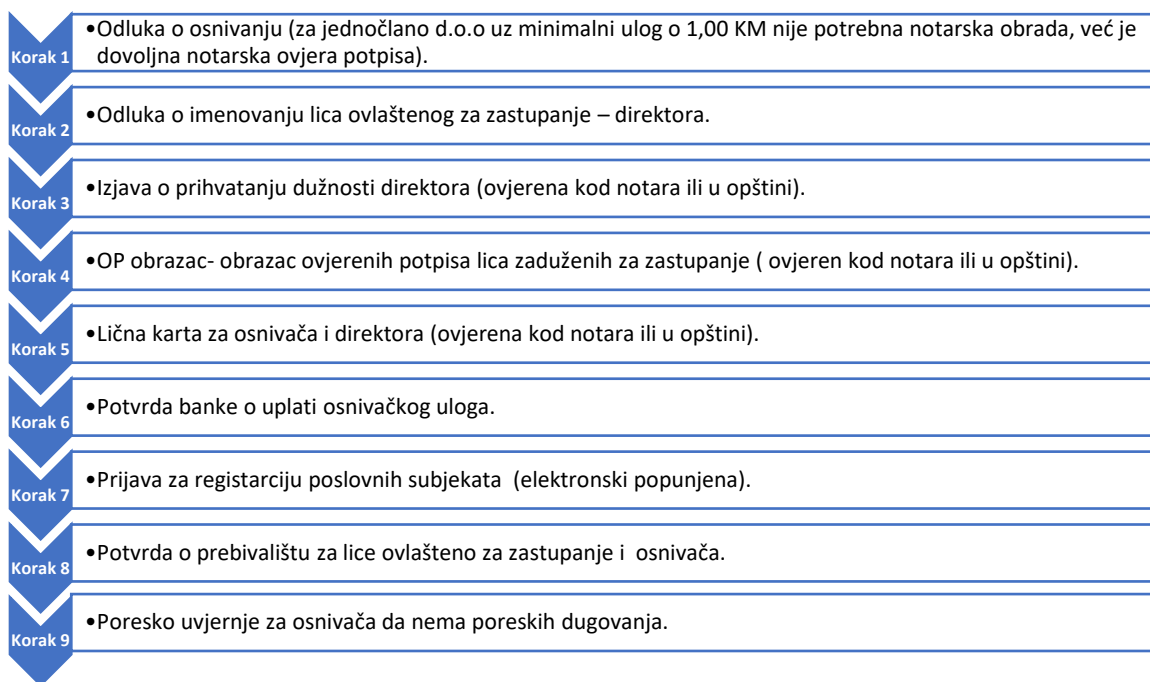 Korak 1
•Odluka o osnivanju (za jednočlano d.o.o uz minimalni ulog o 1,00 KM nije potrebna notarska obrada, već je
dovoljna notarska ovjera potpisa).
Korak 2
•Odluka o imenovanju lica ovlaštenog za zastupanje – direktora.
Korak 3
•Izjava o prihvatanju dužnosti direktora (ovjerena kod notara ili u opštini).
Korak 4
•OP obrazac- obrazac ovjerenih potpisa lica zaduženih za zastupanje ( ovjeren kod notara ili u opštini).
Korak 5
•Lična karta za osnivača i direktora (ovjerena kod notara ili u opštini).
Korak 6
•Potvrda banke o uplati osnivačkog uloga.
Korak 7
•Prijava za registarciju poslovnih subjekata  (elektronski popunjena).
Korak 8
•Potvrda o prebivalištu za lice ovlašteno za zastupanje i  osnivača.
Korak 9
•Poresko uvjernje za osnivača da nema poreskih dugovanja.